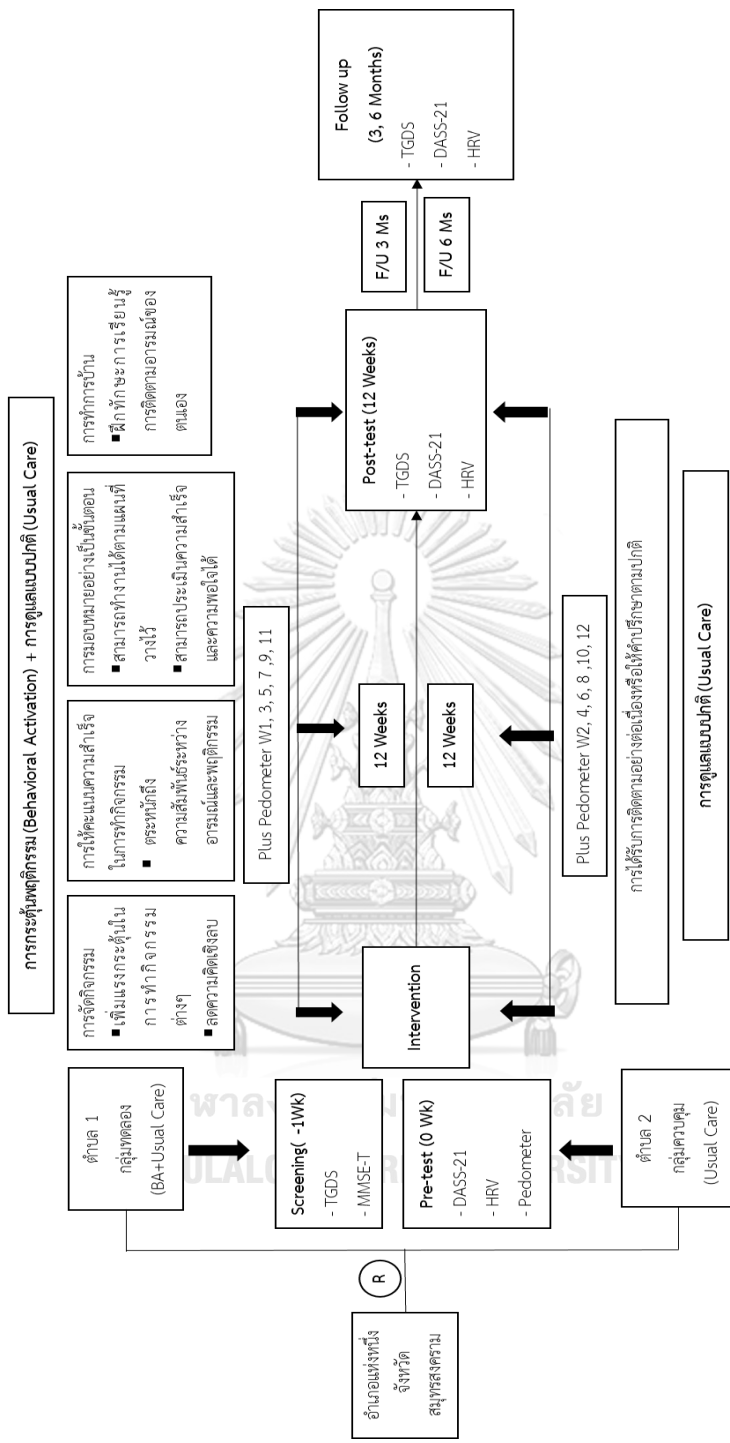 การกระตุ้นพฤติกรรม (Behavioral Activation) + การดูแลแบบปกติ (Usual Care)
อำเภอแห่งหนึ่ง
จังหวัด
สมุทรสงคราม
R
ตำบล 1
กลุ่มทดลอง
(BA+Usual Care)
Screening( -1Wk)
- TGDS
- MMSE-T
Pre-test (0 Wk)
- DASS-21
- HRV
- Pedometer
ตำบล 2
กลุ่มควบคุม
(Usual Care)
การจัดกิจกรรม
▪เพิ่มแรงกระตุ้นใน
การทำกิจกรรม
ต่างๆ
▪ลดความคิดเชิงลบ
การให้คะแนนความสำเร็จ
ในการทำกิจกรรม
▪ ตระหนักถึง
ความสัมพันธ์ระหว่าง
อารมณ์และพฤติกรรม
การมอบหมายอย่างเป็นขั้นตอน
▪สามารถทำงานได้ตามแผนที่
วางไว้
▪สามารถประเมินความสำเร็จ
และความพอใจได้
การทำการบ้าน
▪ฝึกทักษะการเรียนรู้
การติดตามอารมณ์ของ
ตนเอง
Plus Pedometer W1, 3, 5, 7 ,9, 11
Intervention
12 Weeks
12 Weeks
Post-test (12 Weeks)
- TGDS
- DASS-21
- HRV
F/U 3 Ms
F/U 6 Ms
Follow up
(3, 6 Months)
- TGDS
- DASS-21
- HRV
Plus Pedometer W2, 4, 6, 8 ,10, 12
การได้รับการติดตามอย่างต่อเนื่องหรือให้คำปรึกษาตามปกติ
การดูแลแบบปกติ (Usual Care)